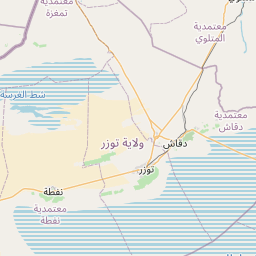 معتمدية
تمغزة
معتمدية
المتلوي
شط الغرسة
معتمدية
دقاش
ولاية توزر
دقاش
توزر
نفطة
معتمدية
نفطة